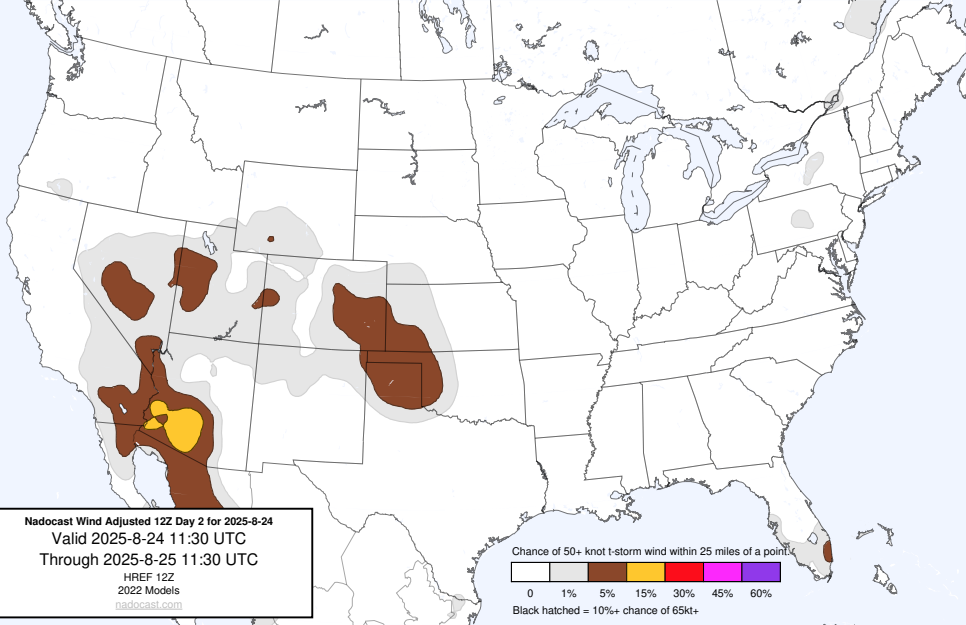 Nadocast Wind Adjusted 12Z Day 2 for 2025-8-24
Valid 2025-8-24 11:30 UTC
Through 2025-8-25 11:30 UTC
HREF 12Z
2022 Models
nadocast.com
Chance of 50+ knot t-storm wind within 25 miles of a point.
0 1% 5% 15% 30% 45% 60%
Black hatched = 10%+ chance of 65kt+